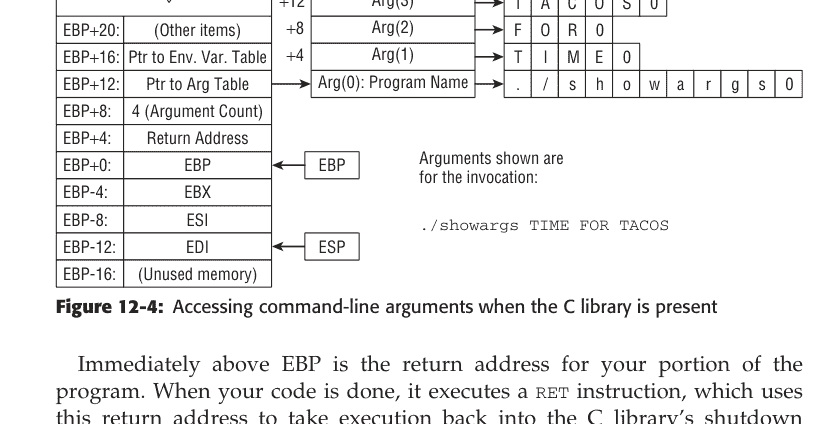 +12 Arg(3) T A C O S 0
EBP+20: (Other items) +8 Arg(2) F O R 0
EBP+16: Ptr to Env. Var. Table +4 Arg(1) T I M E 0
EBP+12: Ptr to Arg Table Arg(0): Program Name . / s h o w a r g s 0
EBP+8: 4 (Argument Count)
EBP+4: Return Address
EBP+0: EBP EBP
EBP-4: EBX
EBP-8: ESI
EBP-12: EDI ESP
EBP-16: (Unused memory)
Arguments shown are
for the invocation:
./showargs TIME FOR TACOS
Figure 12-4: Accessing command-line arguments when the C library is present
Immediately above EBP is the return address for your portion of the
program. When your code is done, it executes a RET instruction, which uses
this return address to take execution back into the C library's shutdown